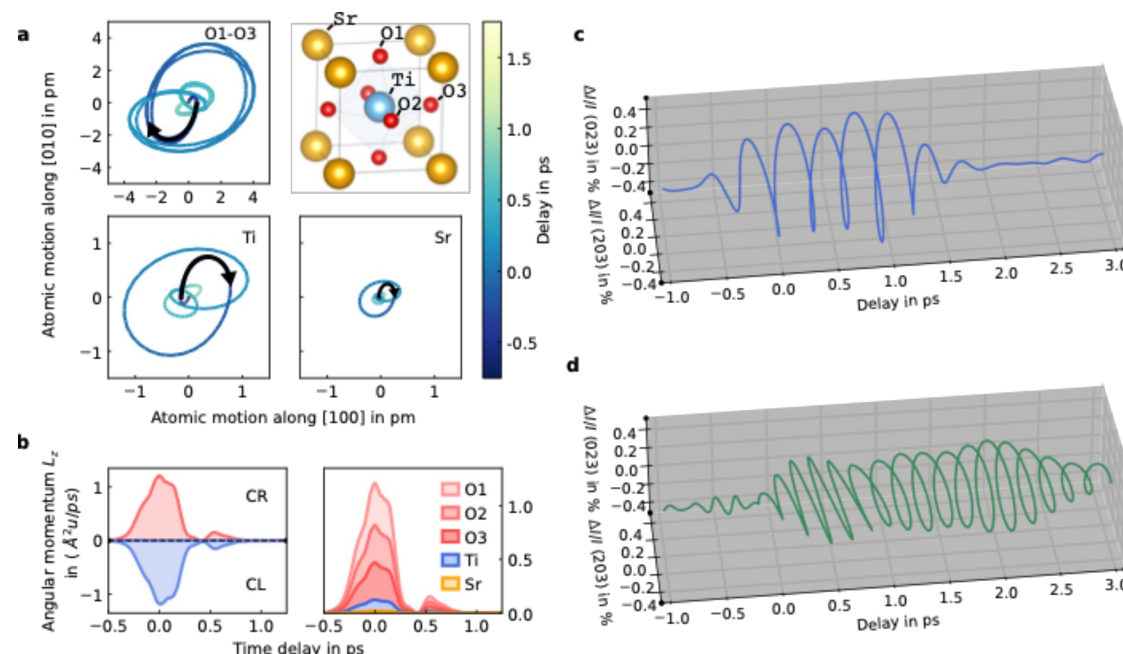 a
O1-O3
4
2
0
−2
−4
−4 −2 0 2 4
Atomic motion along [010] in pm
Sr
O1
Ti
O2
O3
1.5
1.0
0.5
0.0
-0.5
Delay in ps
Ti
1
0
−1
−1 0 1
Sr
−1 0 1
Atomic motion along [100] in pm
b
Angular momentum Lz
in ( Å²u/ps)
1
0
−1
CR
CL
−0.5 0.0 0.5 1.0
O1
O2
O3
Ti
Sr
1.0
0.5
0.0
−0.5 0.0 0.5 1.0
Time delay in ps
c
ΔI/I (023) in %
0.4
0.2
−0.0
−0.2
−0.4
ΔI/I (203) in %
0.4
0.2
0.0
−0.2
−0.4
−1.0 −0.5 0.0 0.5 1.0 1.5 2.0 2.5 3.0
Delay in ps
d
ΔI/I (023) in %
0.4
0.2
0.0
−0.2
−0.4
ΔI/I (203) in %
0.4
0.2
0.0
−0.2
−0.4
−1.0 −0.5 0.0 0.5 1.0 1.5 2.0 2.5 3.0
Delay in ps